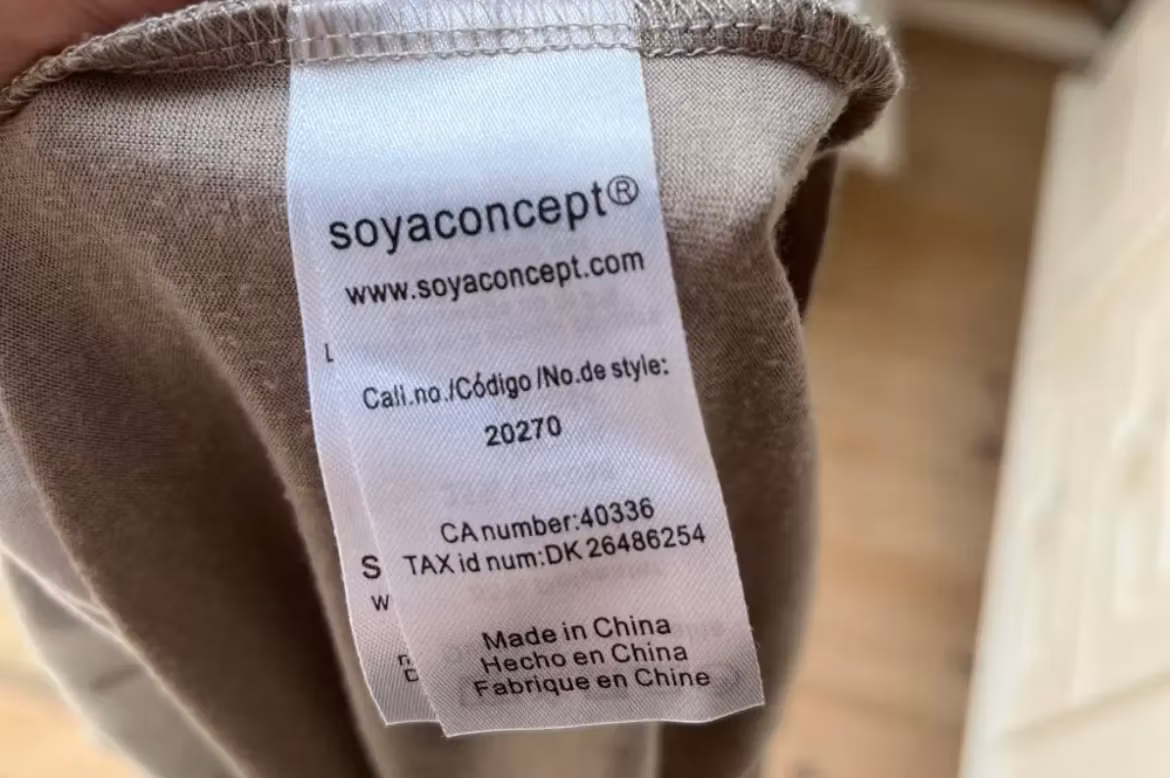 soyaconcept®
www.soyaconcept.com
L
Call.no./Código /No.de style:
20270
CA number:40336
TAX id num:DK 26486254
S
w
Made in China
Hecho en China
Fabrique en Chine